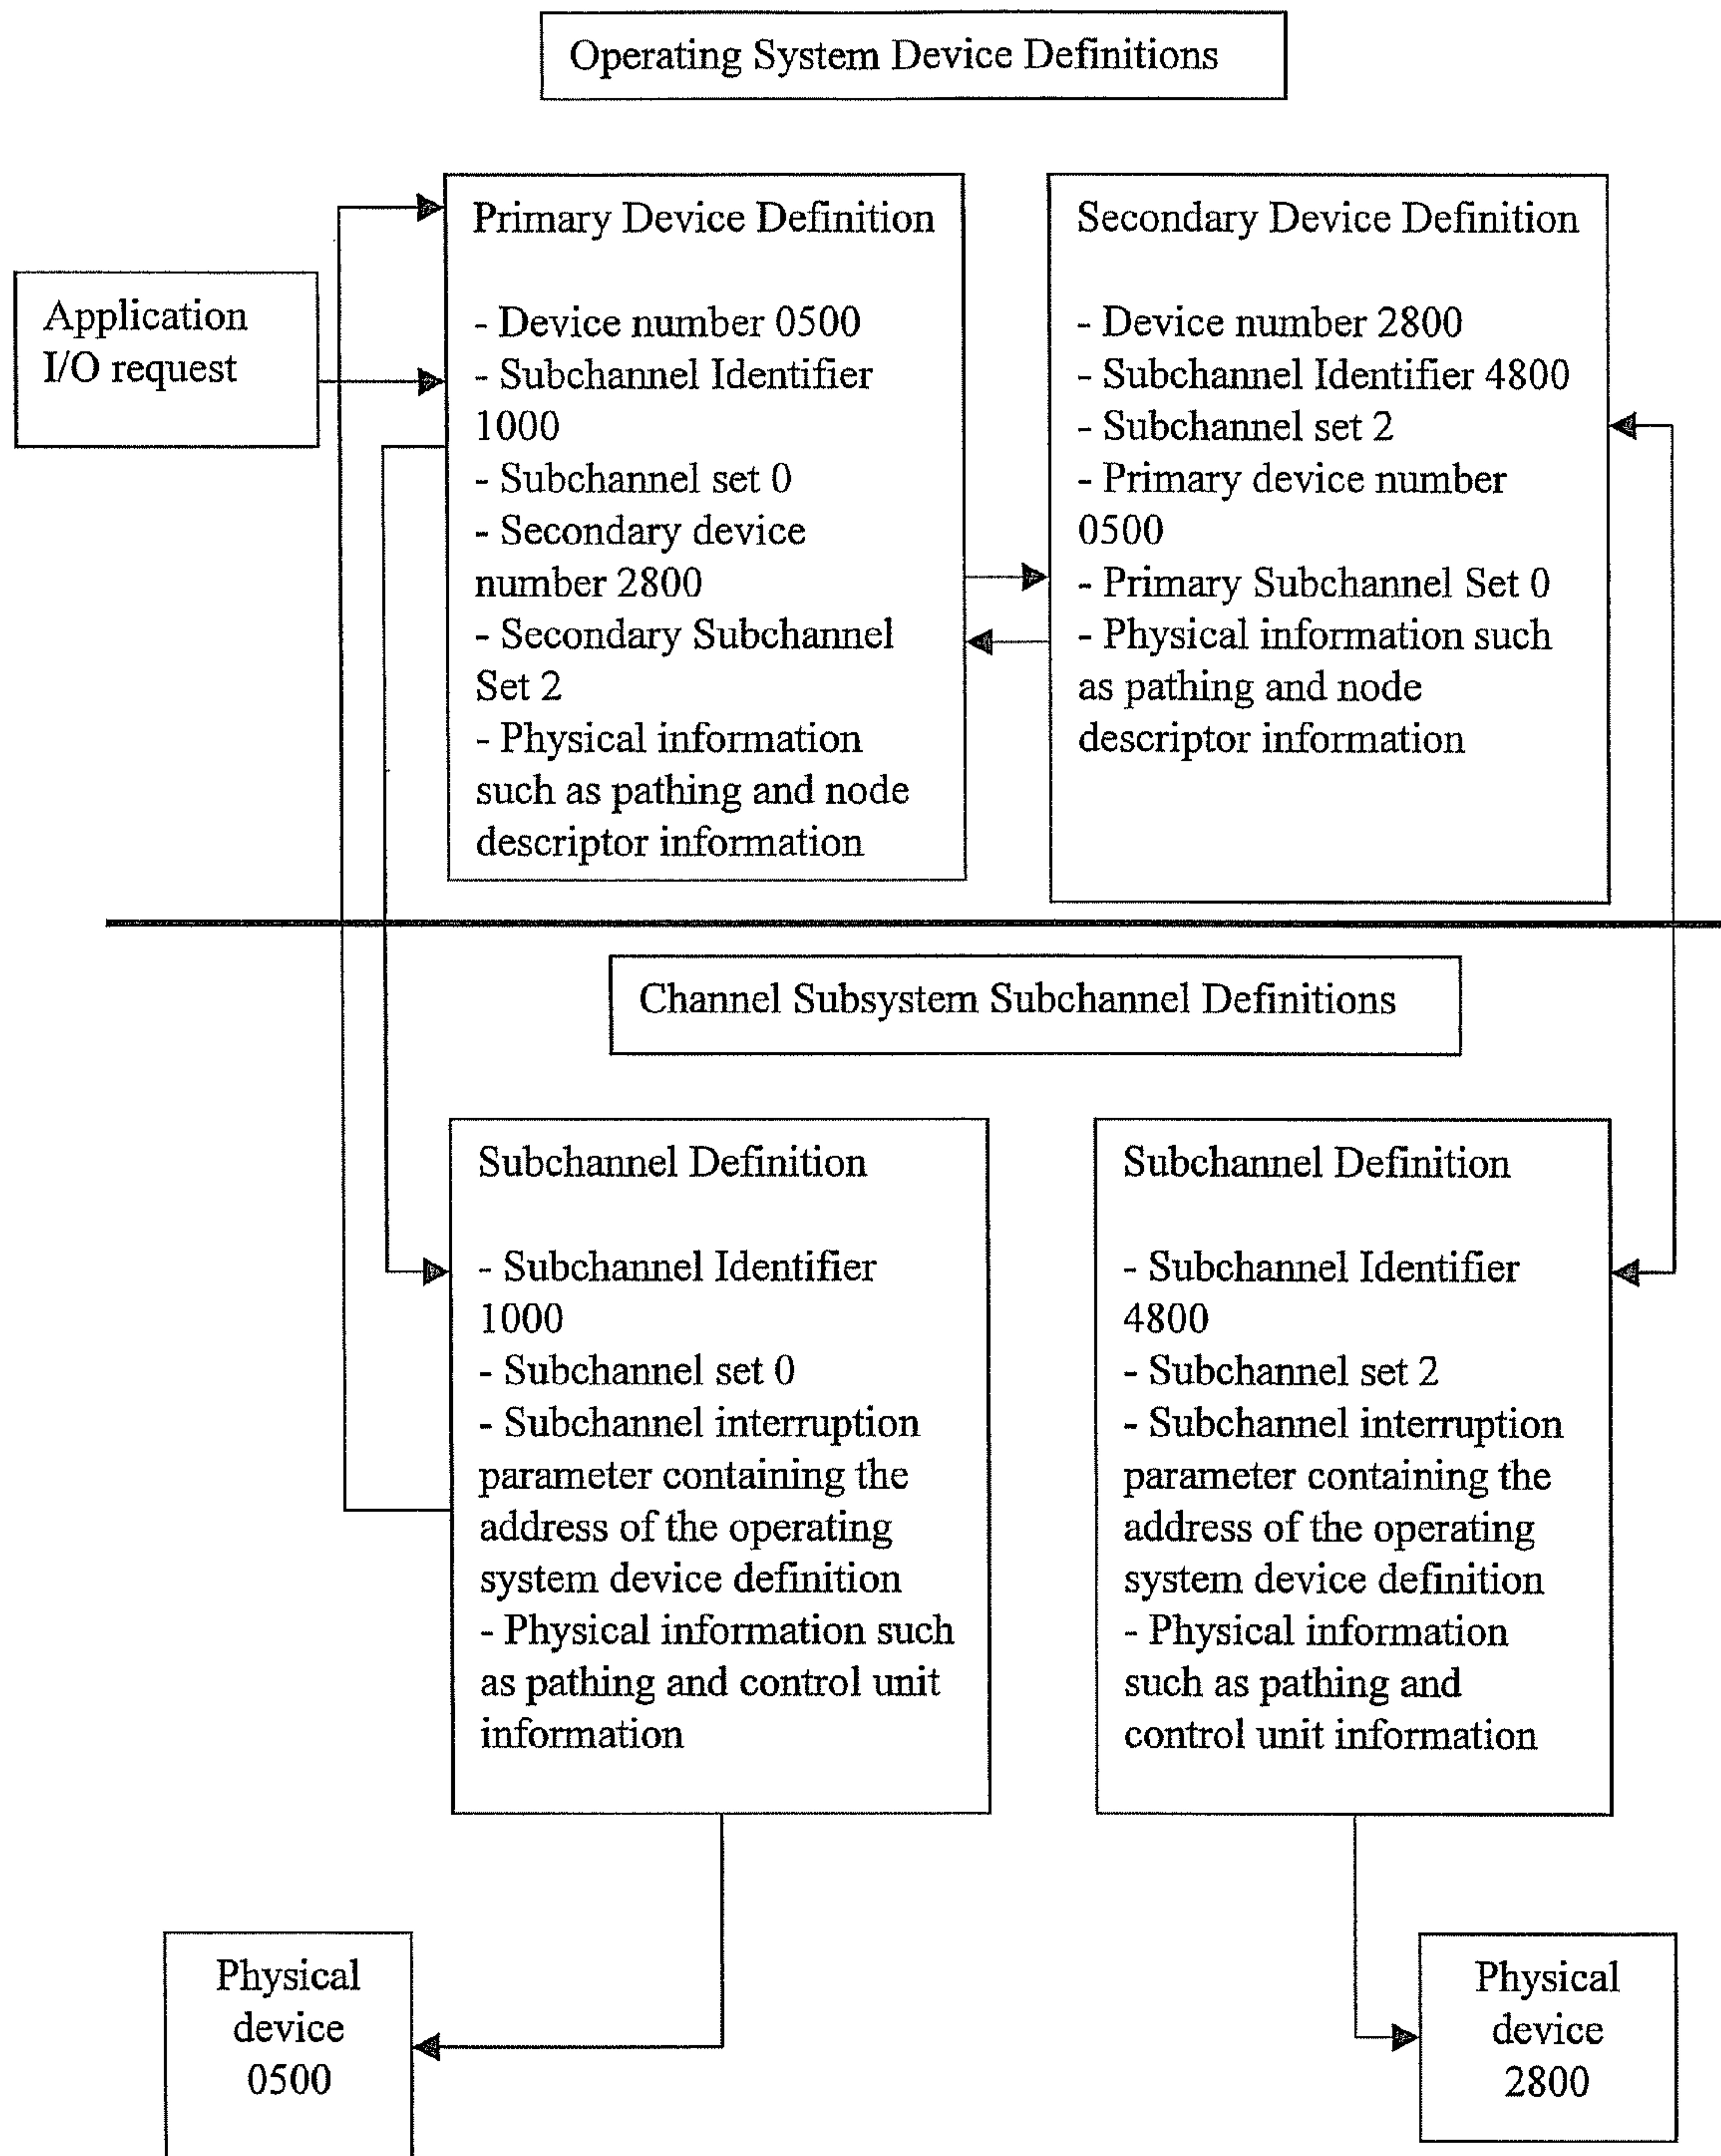 Operating System Device Definitions
Application
I/O request
Primary Device Definition
- Device number 0500
- Subchannel Identifier
1000
- Subchannel set 0
- Secondary device
number 2800
- Secondary Subchannel
Set 2
- Physical information
such as pathing and node
descriptor information
Secondary Device Definition
- Device number 2800
- Subchannel Identifier 4800
- Subchannel set 2
- Primary device number
0500
- Primary Subchannel Set 0
- Physical information such
as pathing and node
descriptor information
Channel Subsystem Subchannel Definitions
Subchannel Definition
- Subchannel Identifier
1000
- Subchannel set 0
- Subchannel interruption
parameter containing the
address of the operating
system device definition
- Physical information such
as pathing and control unit
information
Subchannel Definition
- Subchannel Identifier
4800
- Subchannel set 2
- Subchannel interruption
parameter containing the
address of the operating
system device definition
- Physical information
such as pathing and
control unit information
Physical
device
0500
Physical
device
2800